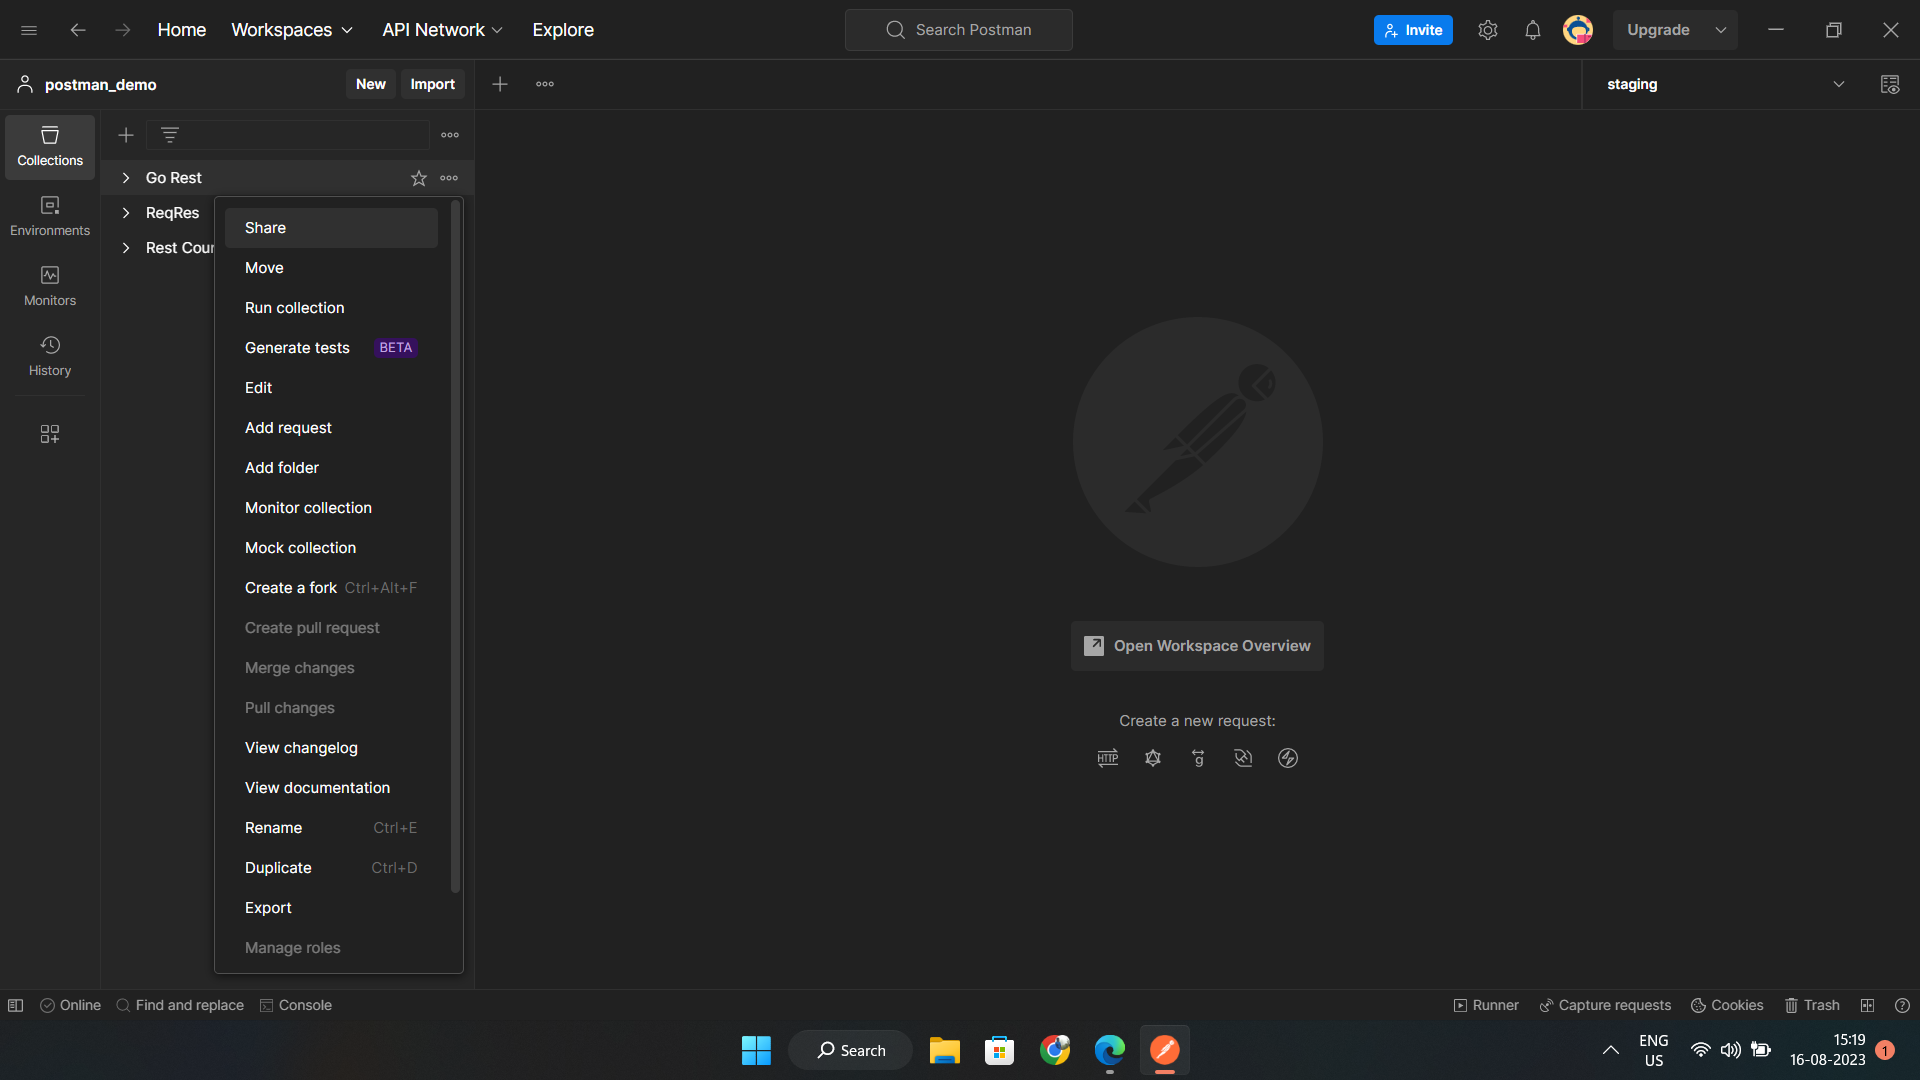 Home
Workspaces
API Network
Explore
Search Postman
Invite
Upgrade
postman_demo
New
Import
staging
Collections
Environments
Monitors
History
Go Rest
ReqRes
Rest Cour
Share
Move
Run collection
Generate tests BETA
Edit
Add request
Add folder
Monitor collection
Mock collection
Create a fork Ctrl+Alt+F
Create pull request
Merge changes
Pull changes
View changelog
View documentation
Rename Ctrl+E
Duplicate Ctrl+D
Export
Manage roles
Open Workspace Overview
Create a new request:
HTTP
g
Online
Find and replace
Console
Runner
Capture requests
Cookies
Trash
Search
ENG
US
15:19
16-08-2023
1